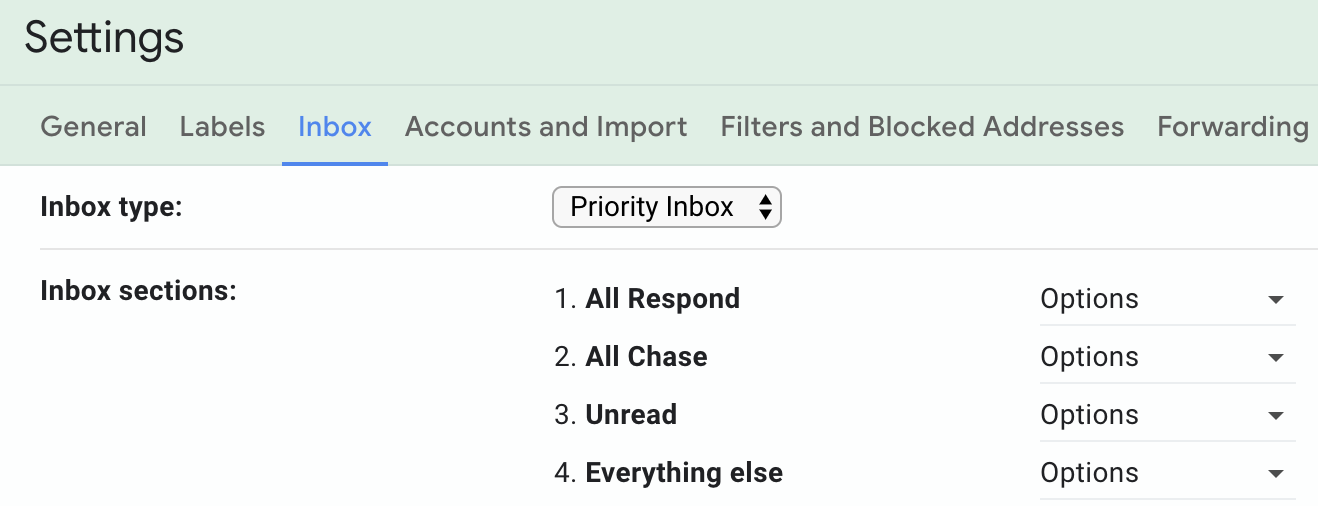 Settings
General Labels Inbox Accounts and Import Filters and Blocked Addresses Forwarding
Inbox type: Priority Inbox
Inbox sections:
1. All Respond Options
2. All Chase Options
3. Unread Options
4. Everything else Options